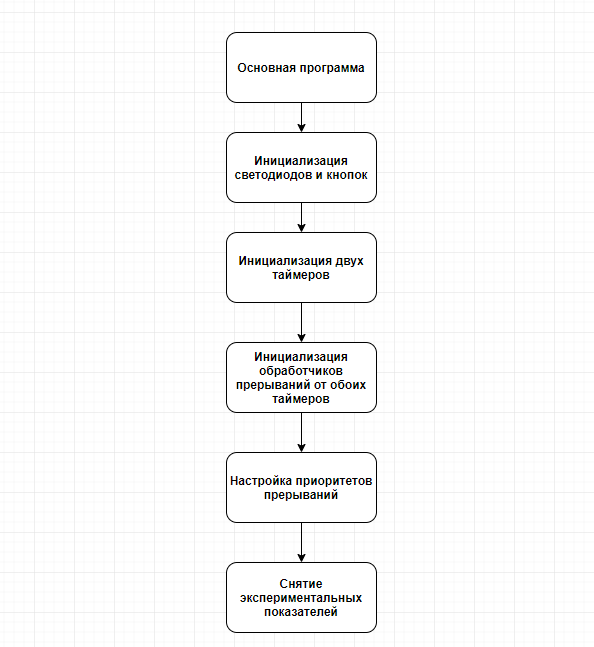 Основная программа
Инициализация
светодиодов и кнопок
Инициализация двух
таймеров
Инициализация
обработчиков
прерываний от обоих
таймеров
Настройка приоритетов
прерываний
Снятие
экспериментальных
показателей